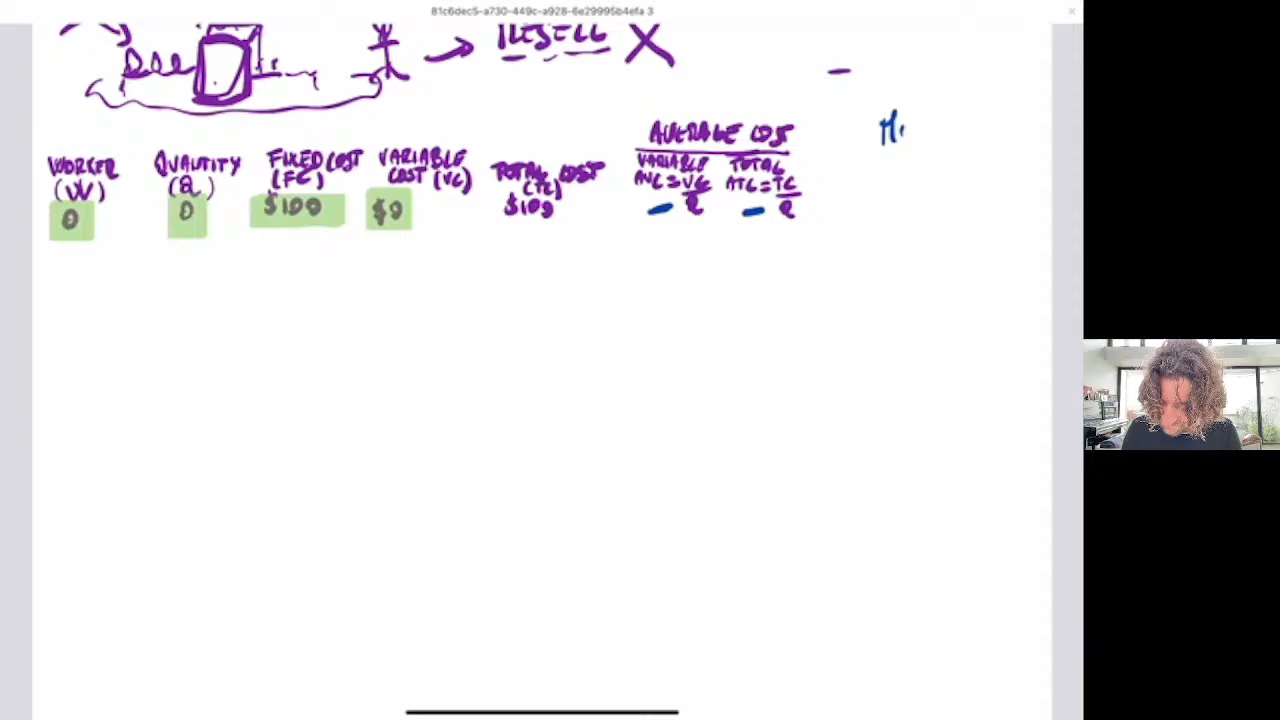 81c6dec5-a730-449c-a928-6e29995b4efa 3
→ RESELL X
AVERAGE COST
WORKER (W)
QUAUTITY (Q)
FIXED COST (FC)
VARIABLE COST (VC)
TOTAL COST (TC)
VARIABLE AVC = VC/Q
TOTAL ATC = TC/Q
0 0 $100 $0 $100 - -